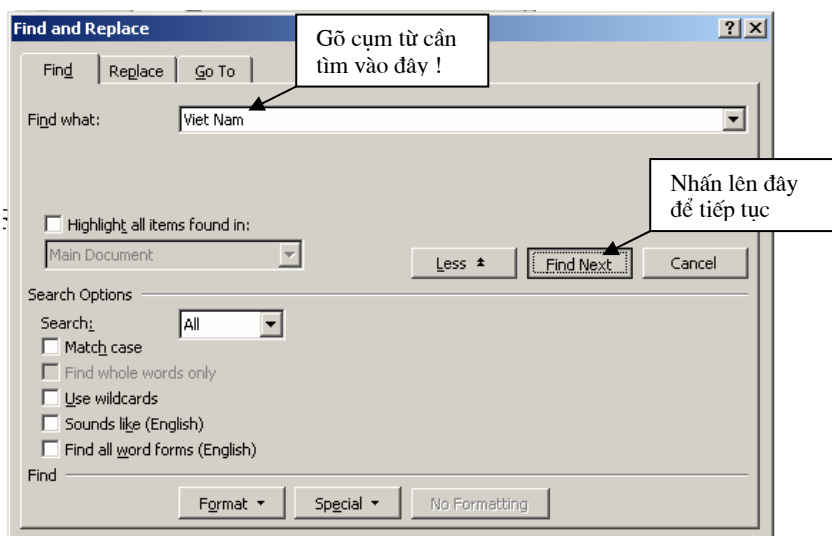 Find and Replace
Gõ cụm từ cần
tìm vào đây !
Find
Replace
Go To
Find what:
Viet Nam
Nhấn lên đây
để tiếp tục
Highlight all items found in:
Main Document
Less
Find Next
Cancel
Search Options
Search:
All
Match case
Find whole words only
Use wildcards
Sounds like (English)
Find all word forms (English)
Find
Format
Special
No Formatting